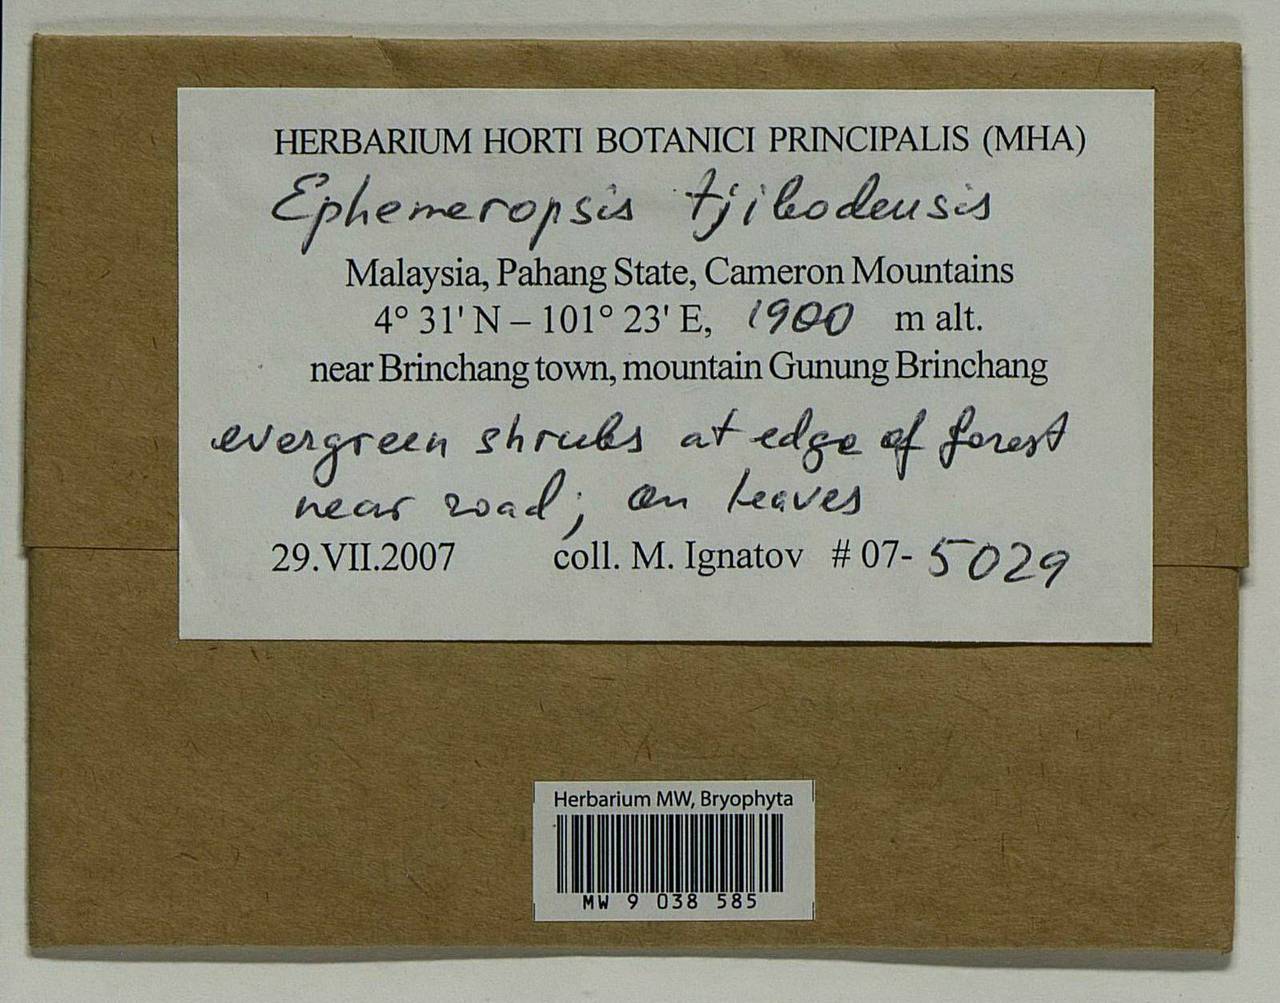 HERBARIUM HORTI BOTANICI PRINCIPALIS (MHA)
Ephemeropsis tjibodensis
Malaysia, Pahang State, Cameron Mountains
4° 31' N – 101° 23' E, 1900 m alt.
near Brinchang town, mountain Gunung Brinchang
evergreen shrubs at edge of forest
near road; on leaves
29.VII.2007 coll. M. Ignatov # 07- 5029
Herbarium MW, Bryophyta
MW 9 038 585